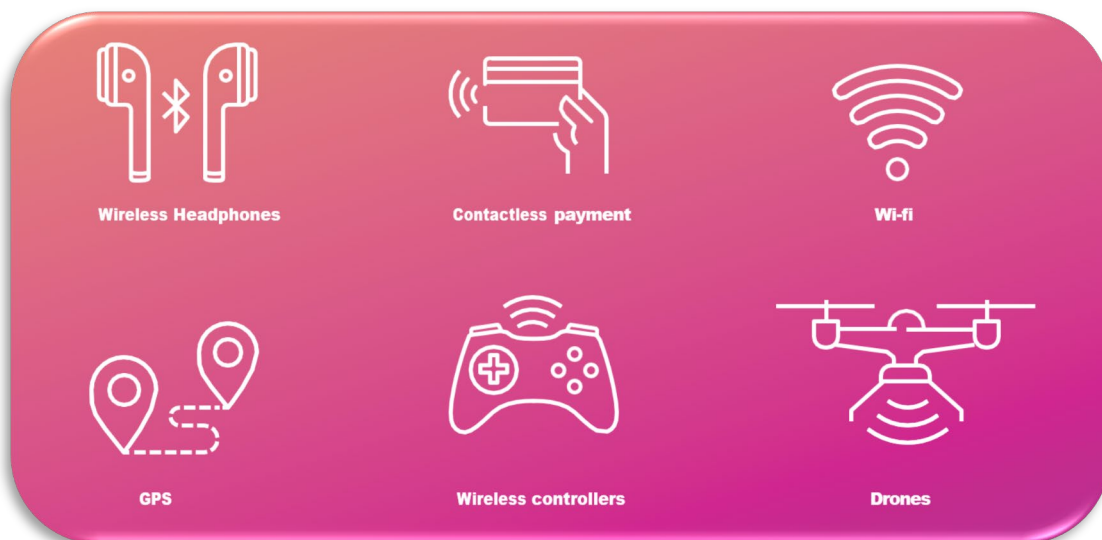 Wireless Headphones
Contactless payment
Wi-fi
GPS
Wireless controllers
Drones